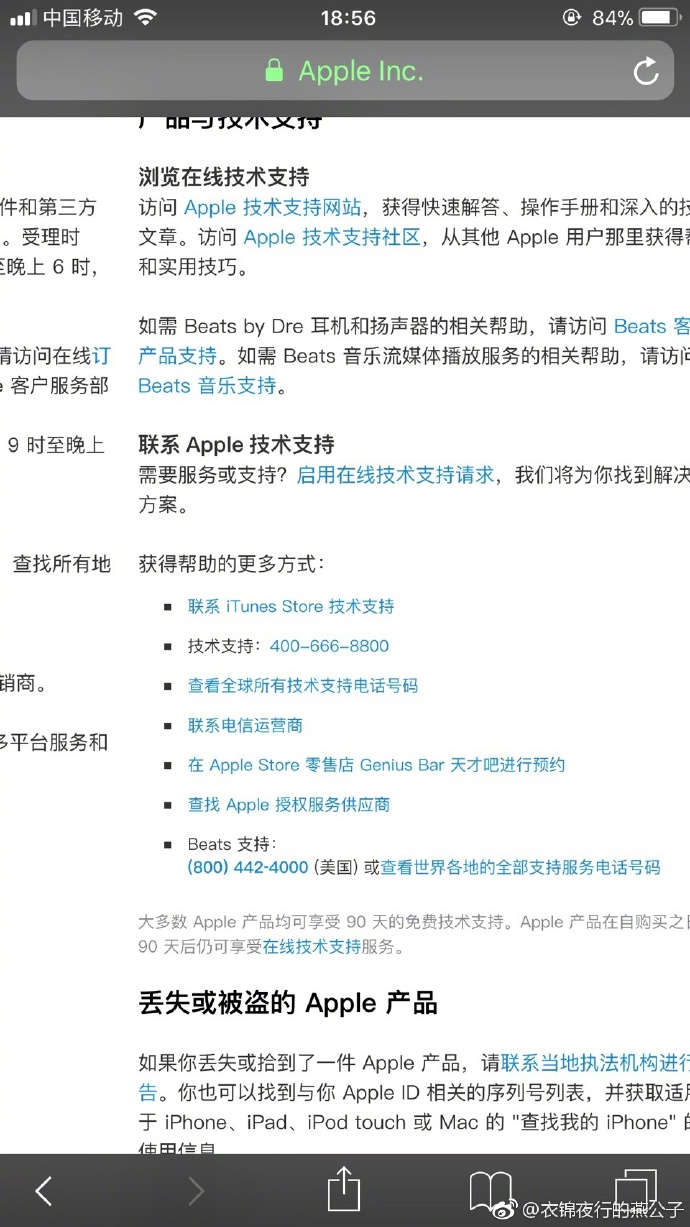 中国移动
18:56
84%
Apple Inc.
产品与技术支持
浏览在线技术支持
件和第三方
访问 Apple 技术支持网站，获得快速解答、操作手册和深入的技
。受理时
文章。访问 Apple 技术支持社区，从其他 Apple 用户那里获得帮
至晚上 6 时，
和实用技巧。
如需 Beats by Dre 耳机和扬声器的相关帮助，请访问 Beats 客
请访问在线订
产品支持。如需 Beats 音乐流媒体播放服务的相关帮助，请访问
e 客户服务部
Beats 音乐支持。
9 时至晚上
联系 Apple 技术支持
需要服务或支持？启用在线技术支持请求，我们将为你找到解决
方案。
查找所有地
获得帮助的更多方式：
联系 iTunes Store 技术支持
技术支持：400-666-8800
销商。
查看全球所有技术支持电话号码
联系电信运营商
多平台服务和
在 Apple Store 零售店 Genius Bar 天才吧进行预约
查找 Apple 授权服务供应商
Beats 支持：
(800) 442-4000 (美国) 或查看世界各地的全部支持服务电话号码
大多数 Apple 产品均可享受 90 天的免费技术支持。Apple 产品在自购买之日
90 天后仍可享受在线技术支持服务。
丢失或被盗的 Apple 产品
如果你丢失或拾到了一件 Apple 产品，请联系当地执法机构进行
告。你也可以找到与你 Apple ID 相关的序列号列表，并获取适用
于 iPhone、iPad、iPod touch 或 Mac 的 "查找我的 iPhone" 的
使用信息
@衣锦夜行的燕公子